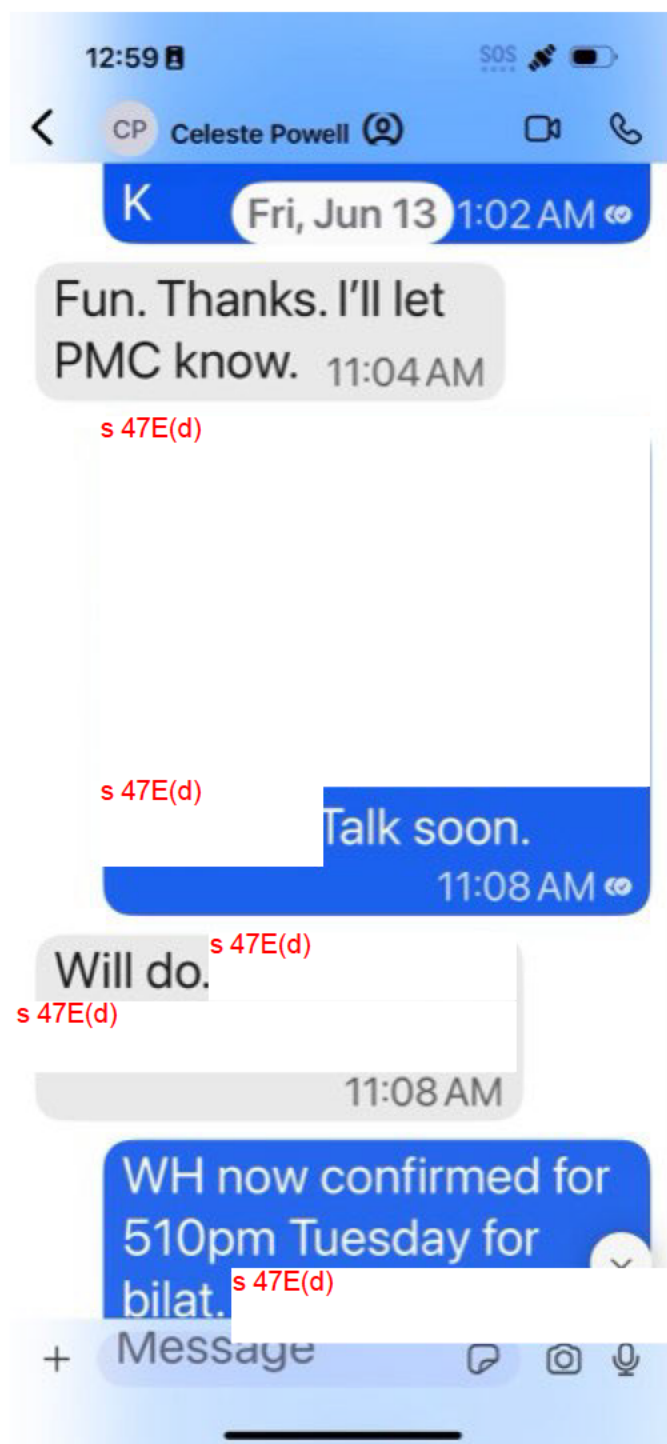 12:59 SOS
CP Celeste Powell
K Fri, Jun 13 1:02 AM
Fun. Thanks. I'll let
PMC know. 11:04 AM
s 47E(d)
s 47E(d)
Talk soon.
11:08 AM
Will do. s 47E(d)
s 47E(d)
11:08 AM
WH now confirmed for
510pm Tuesday for
bilat. s 47E(d)
Message